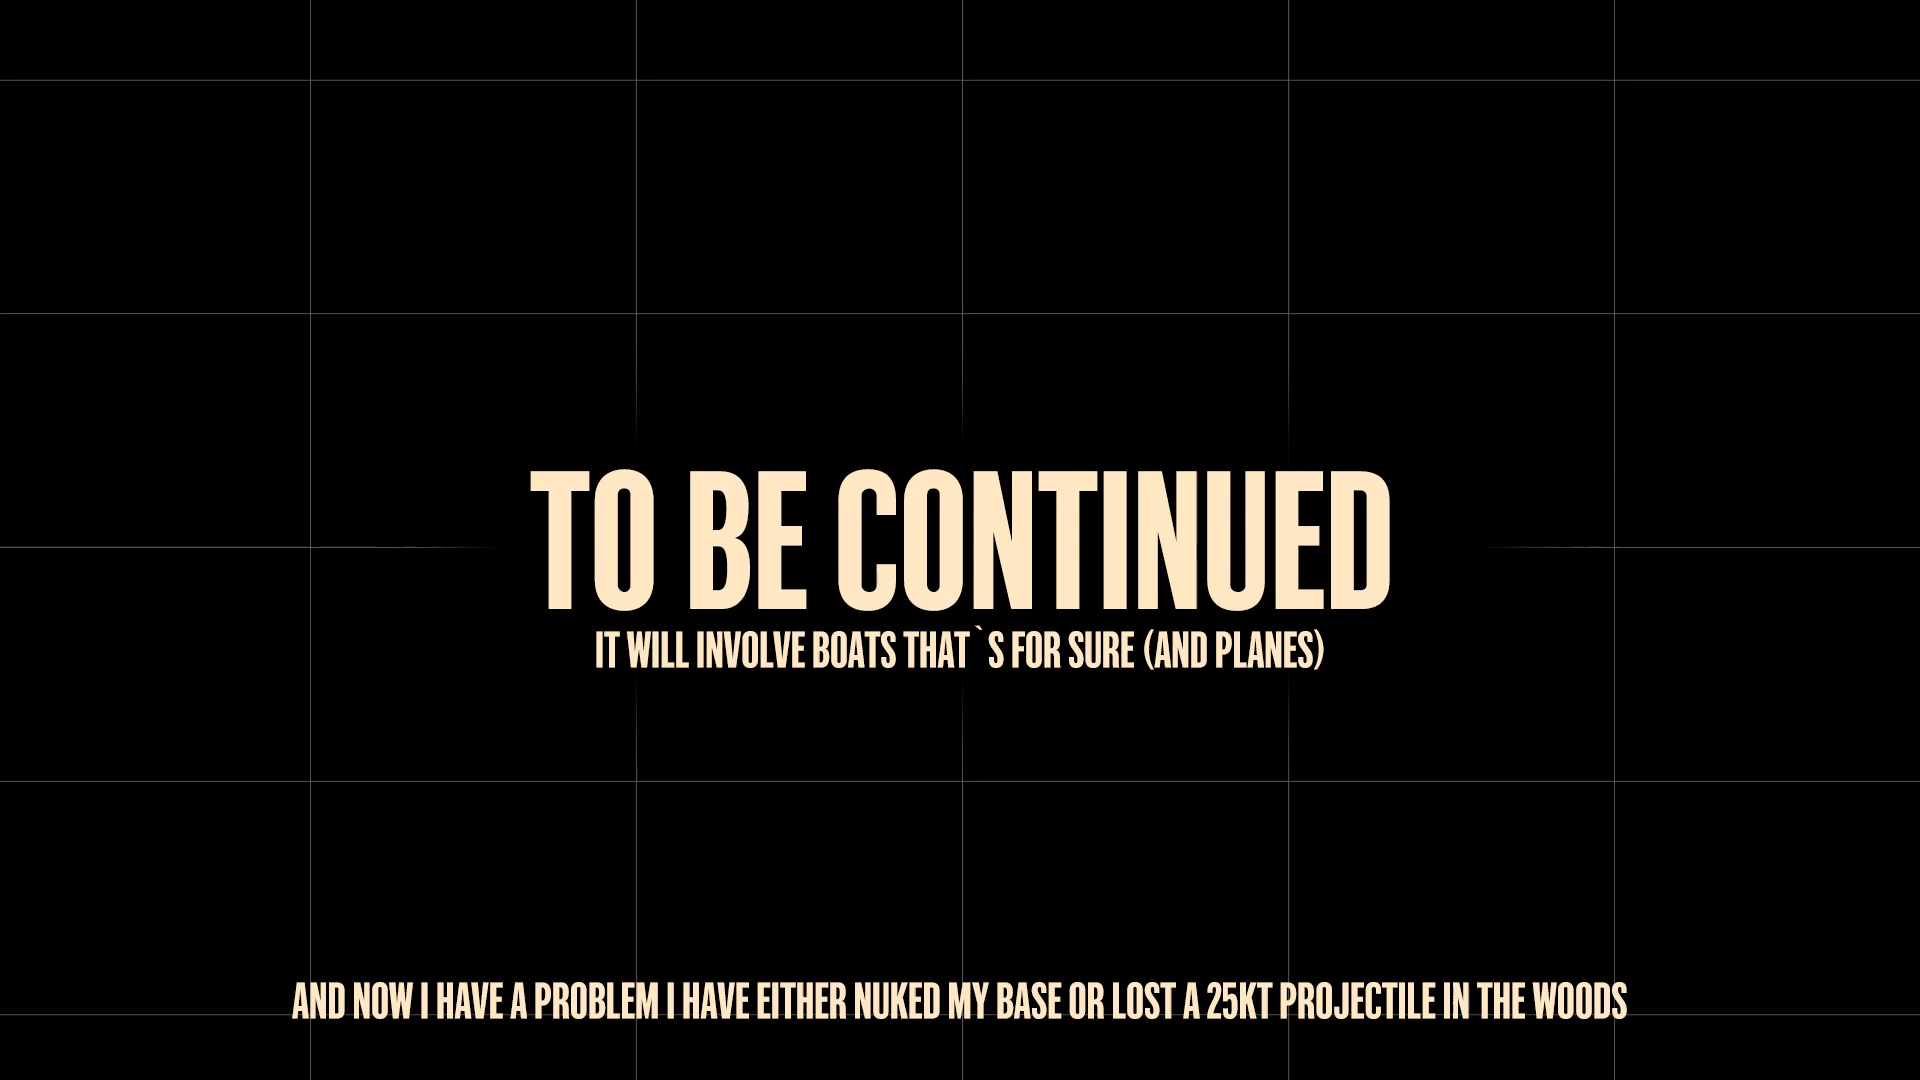 TO BE CONTINUED
IT WILL INVOLVE BOATS THAT`S FOR SURE (AND PLANES)
AND NOW I HAVE A PROBLEM I HAVE EITHER NUKED MY BASE OR LOST A 25KT PROJECTILE IN THE WOODS